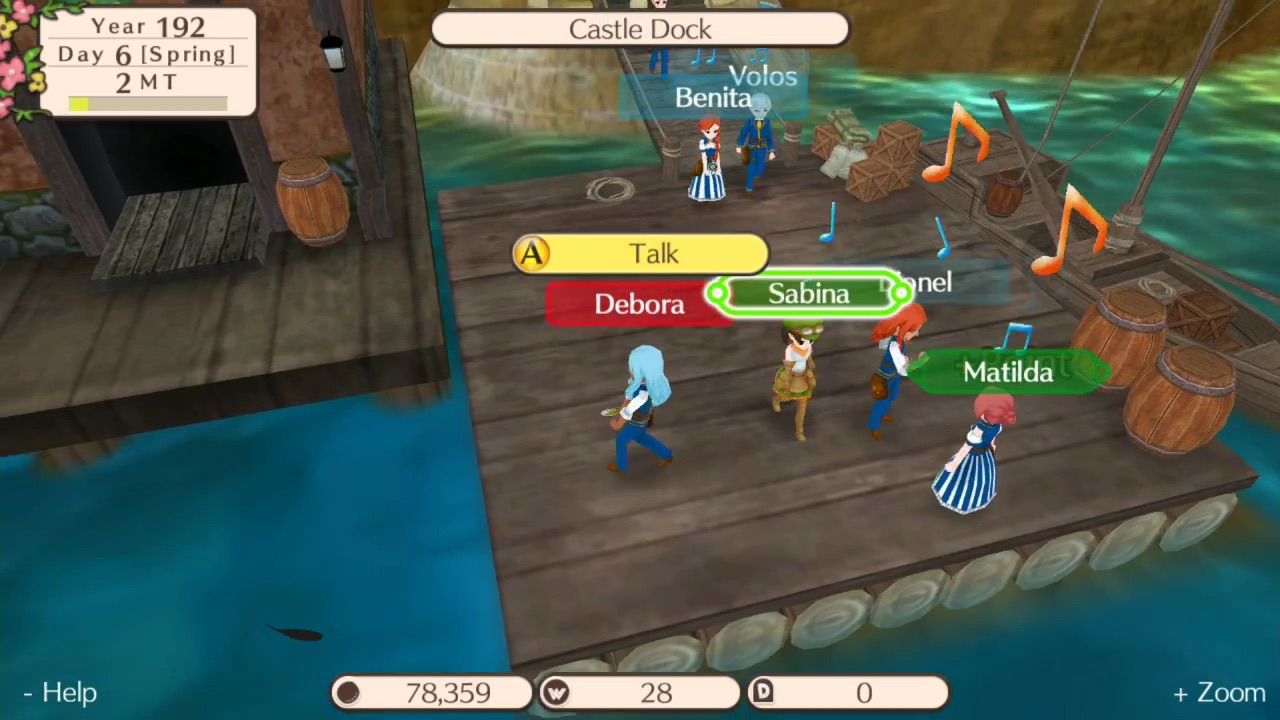 Year 192
Day 6 [Spring]
2 MT
Castle Dock
Volos
Benita
A Talk
Debora
Sabina
Matilda
- Help
78,359
W 28
D 0
+ Zoom